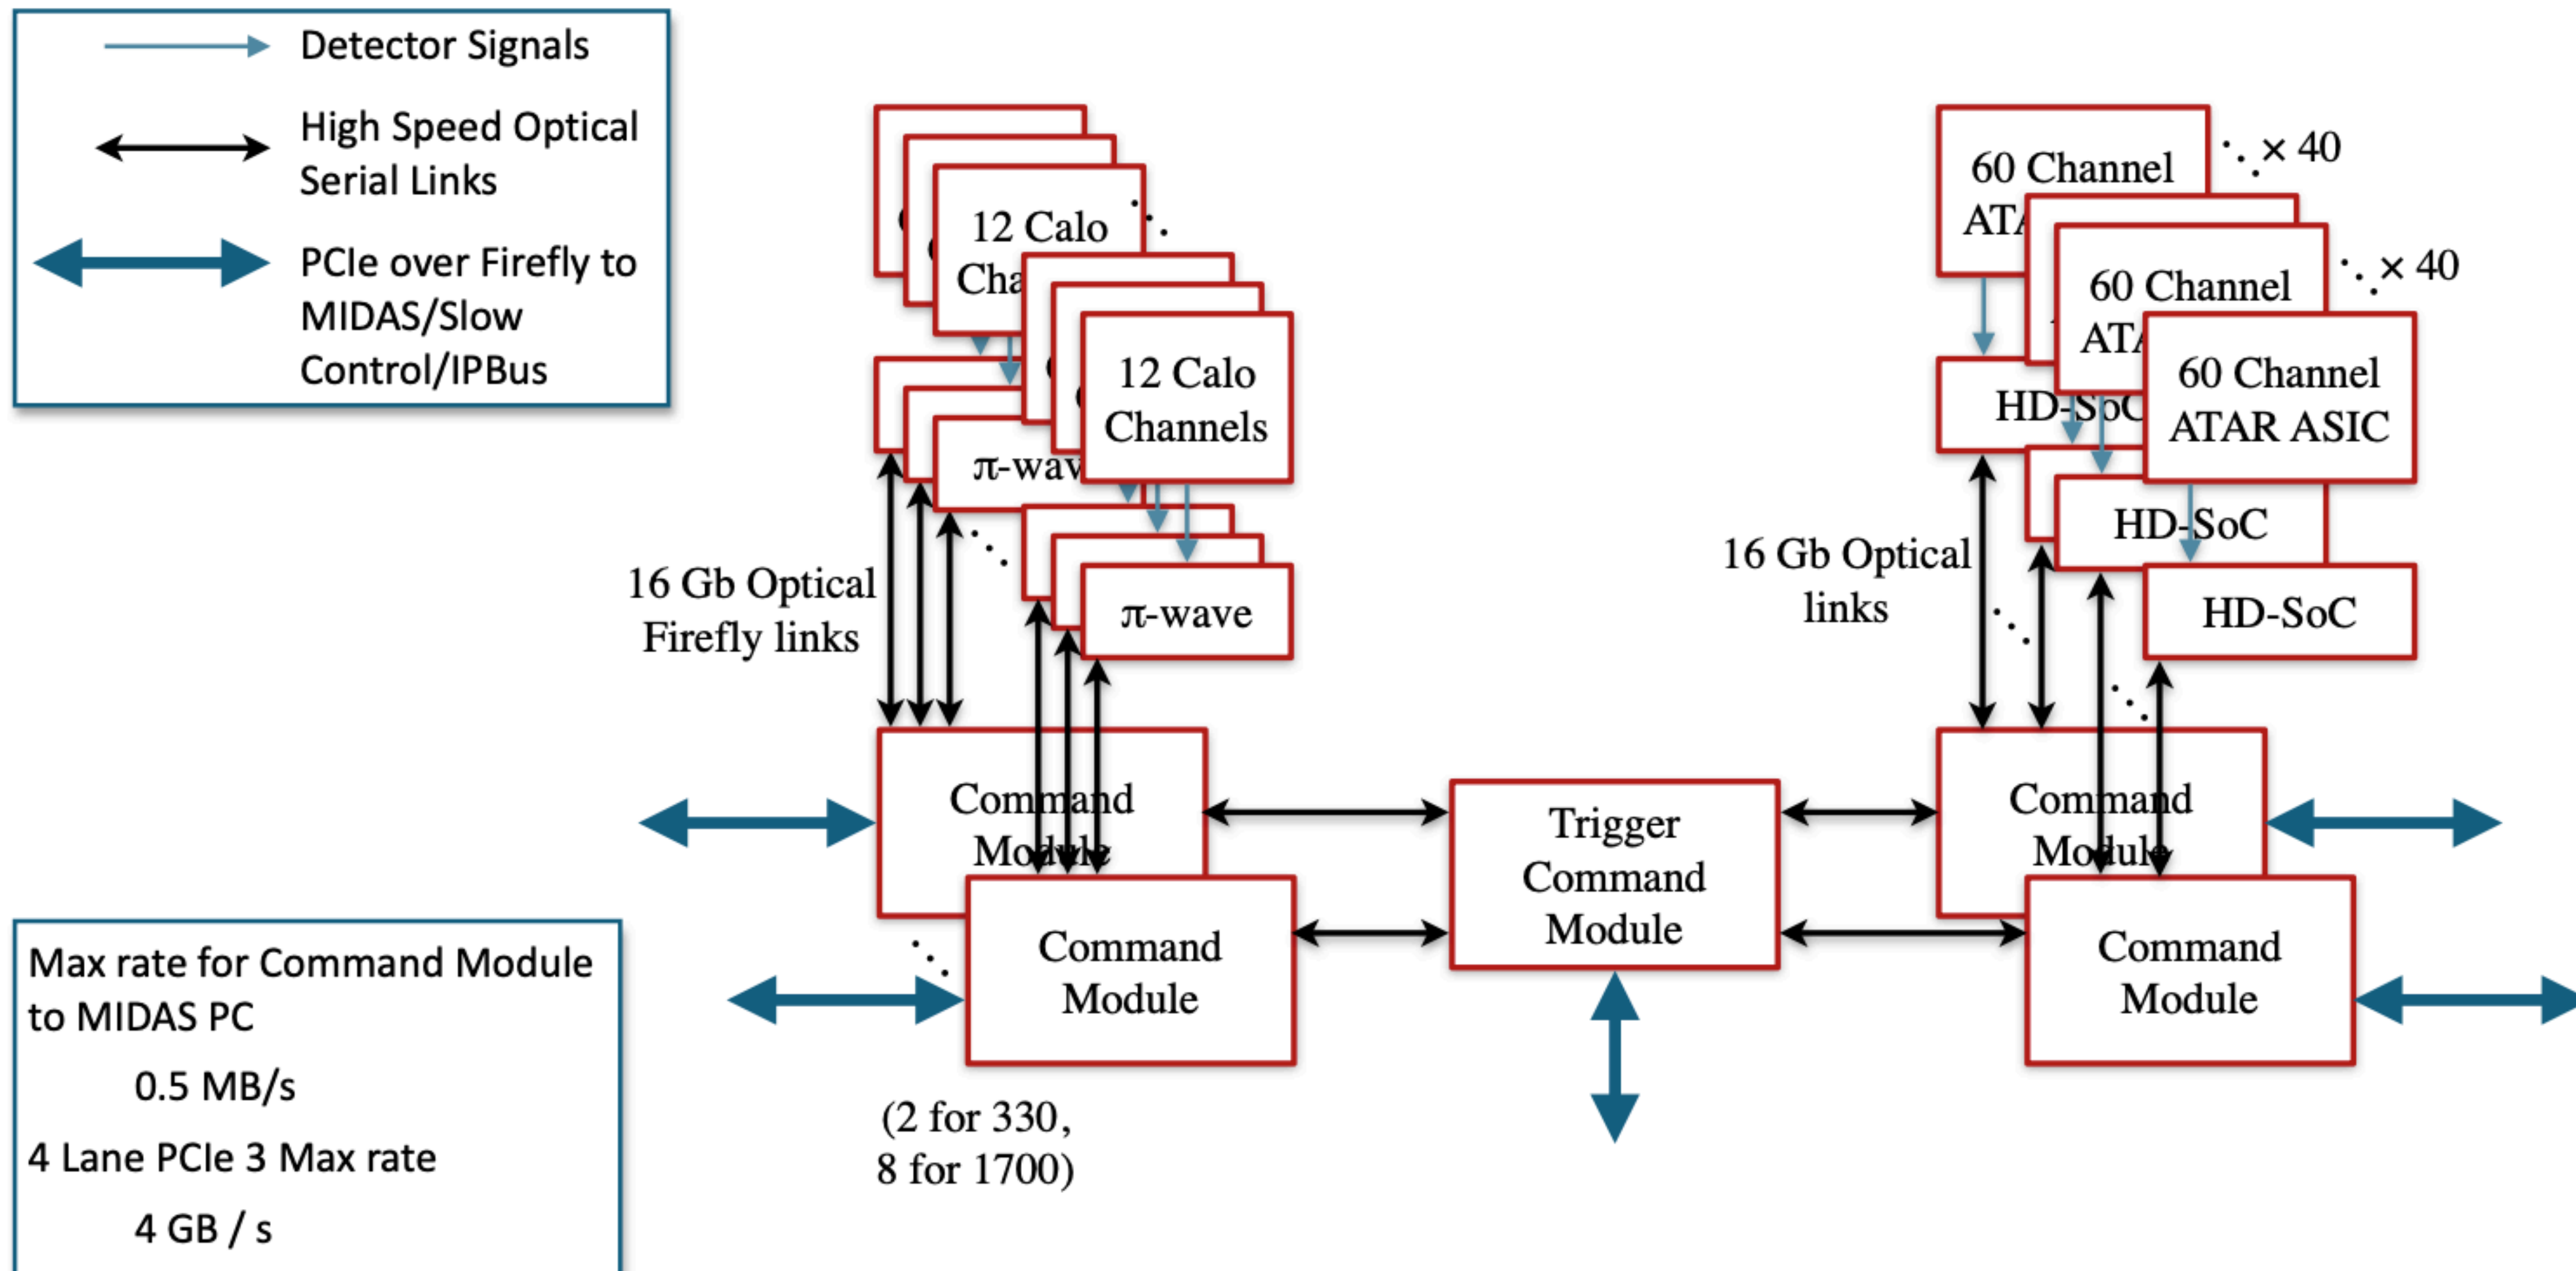 Detector Signals
High Speed Optical
Serial Links
PCIe over Firefly to
MIDAS/Slow
Control/IPBus
12 Calo
12 Calo
Channels
π-wave
16 Gb Optical
Firefly links
60 Channel
× 40
60 Channel
× 40
60 Channel
ATAR ASIC
HD-SoC
HD-SoC
HD-SoC
16 Gb Optical
links
Command
Module
Command
Module
(2 for 330,
8 for 1700)
Trigger
Command
Module
Command
Module
Command
Module
Max rate for Command Module
to MIDAS PC
0.5 MB/s
4 Lane PCIe 3 Max rate
4 GB / s